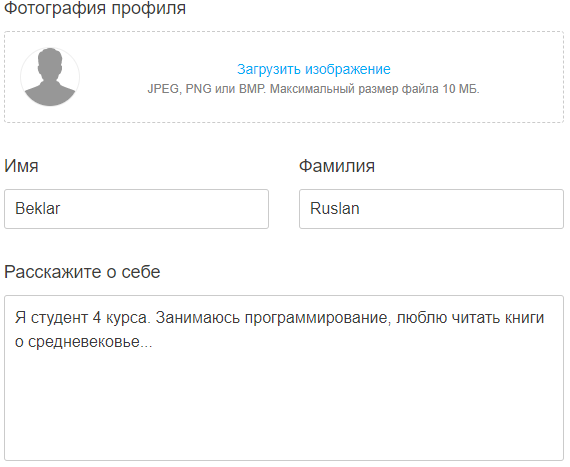 Фотография профиля
Загрузить изображение
JPEG, PNG или BMP. Максимальный размер файла 10 МБ.
Имя
Фамилия
Beklar
Ruslan
Расскажите о себе
Я студент 4 курса. Занимаюсь программирование, люблю читать книги
о средневековье...